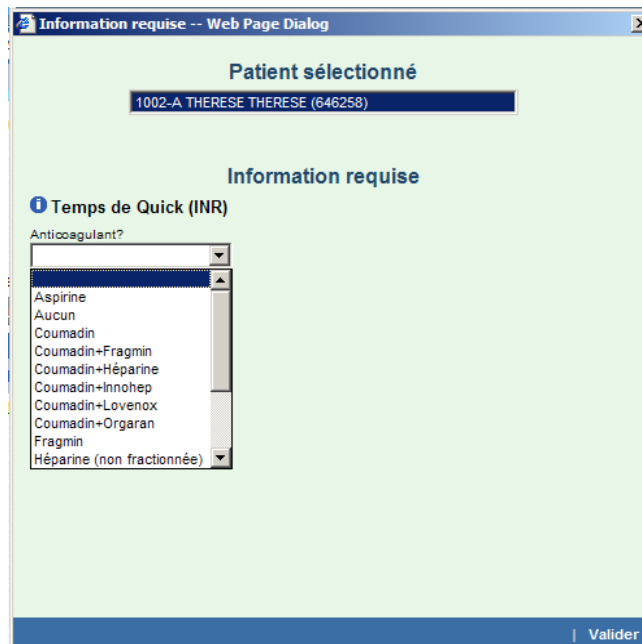 Information requise -- Web Page Dialog
Patient sélectionné
1002-A THERESE THERESE (646258)
Information requise
Temps de Quick (INR)
Anticoagulant?
Aspirine
Aucun
Coumadin
Coumadin+Fragmin
Coumadin+Héparine
Coumadin+Innohep
Coumadin+Lovenox
Coumadin+Orgaran
Fragmin
Héparine (non fractionnée)
| Valider